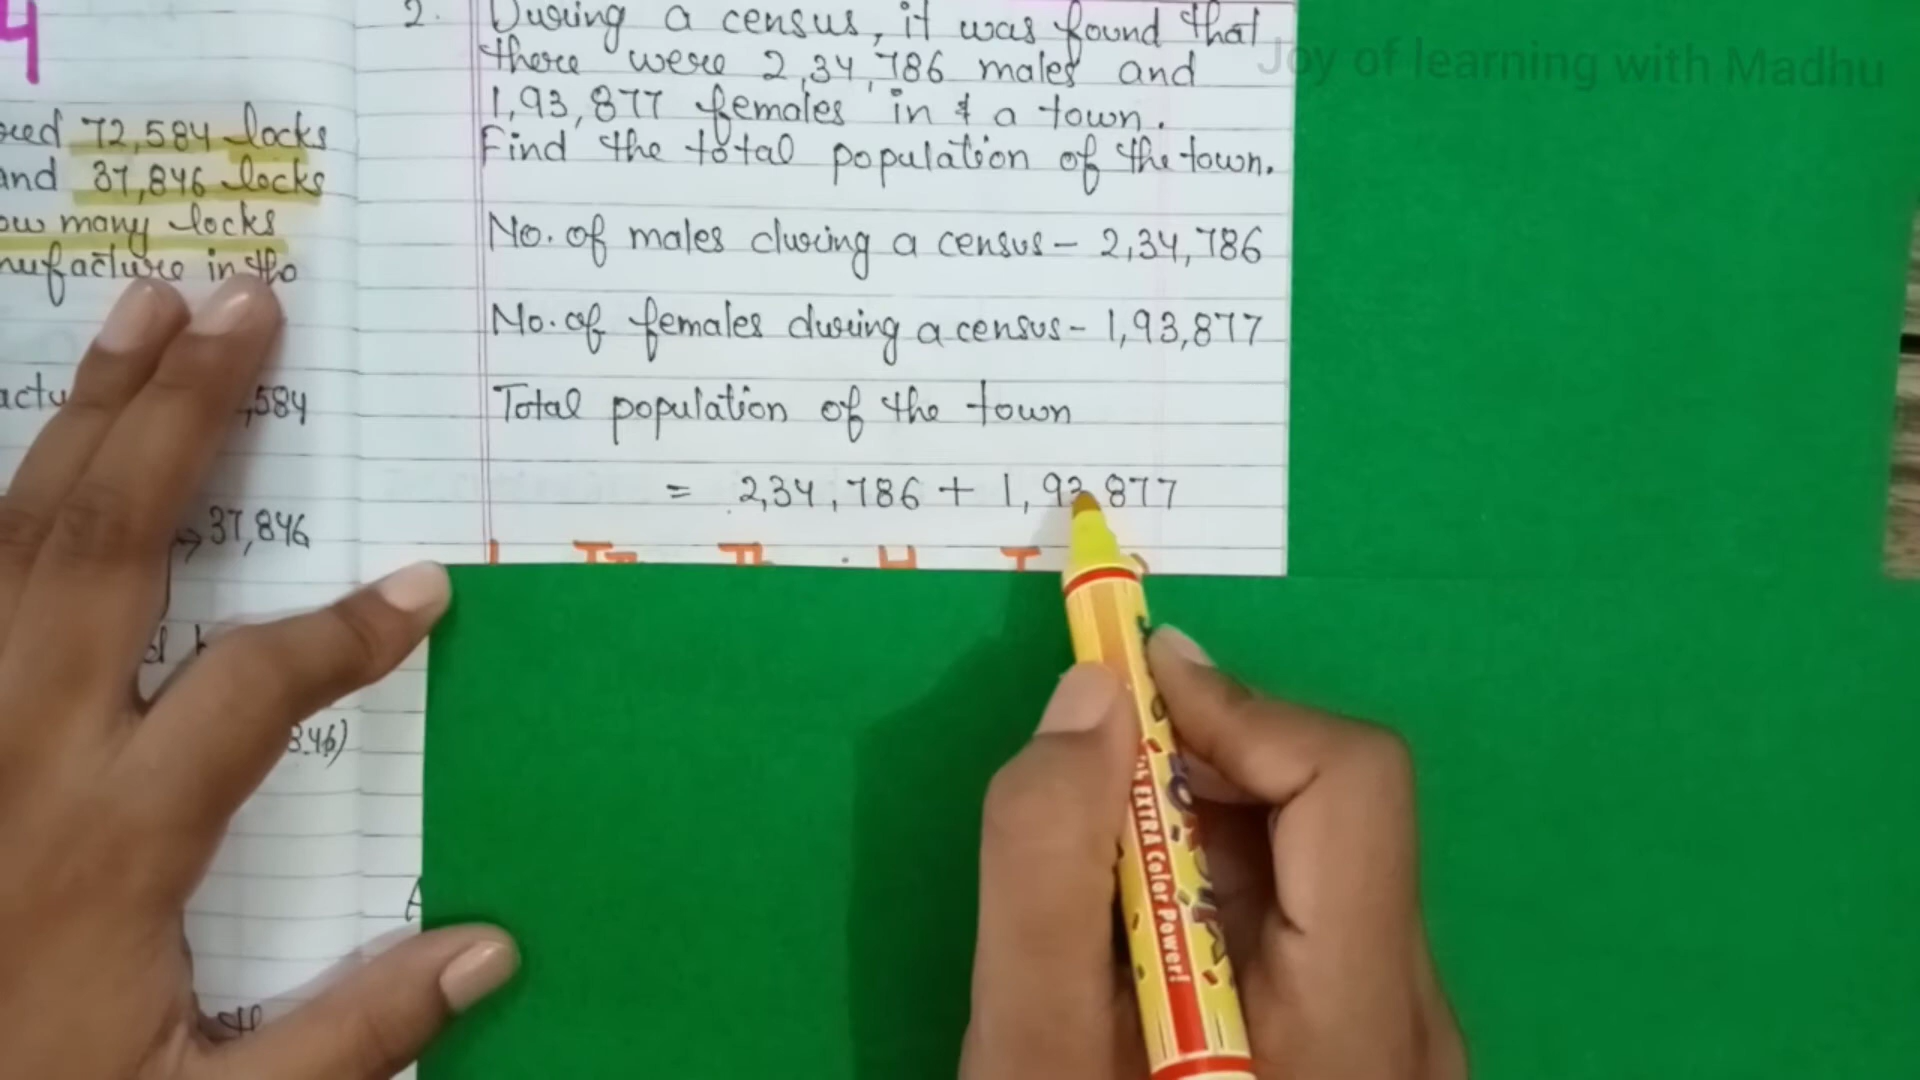 4
72,584 locks
and 37,846 locks
many locks
in the
,584
37,846
846)
2. During a census, it was found that
there were 2,34,786 males and
1,93,877 females in a town.
Find the total population of the town.
No. of males during a census - 2,34,786
No. of females during a census - 1,93,877
Total population of the town
= 2,34,786 + 1,93,877
Joy of learning with Madhu
EXTRA Color Power!